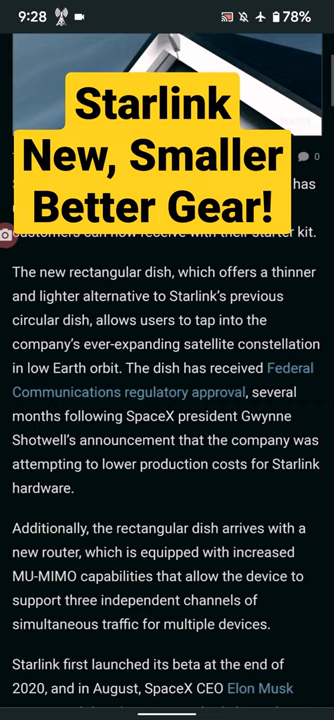 9:28
78%
Starlink
New, Smaller
Better Gear!
0
has
customers can now receive with their starter kit.
The new rectangular dish, which offers a thinner
and lighter alternative to Starlink's previous
circular dish, allows users to tap into the
company's ever-expanding satellite constellation
in low Earth orbit. The dish has received Federal
Communications regulatory approval, several
months following SpaceX president Gwynne
Shotwell's announcement that the company was
attempting to lower production costs for Starlink
hardware.
Additionally, the rectangular dish arrives with a
new router, which is equipped with increased
MU-MIMO capabilities that allow the device to
support three independent channels of
simultaneous traffic for multiple devices.
Starlink first launched its beta at the end of
2020, and in August, SpaceX CEO Elon Musk